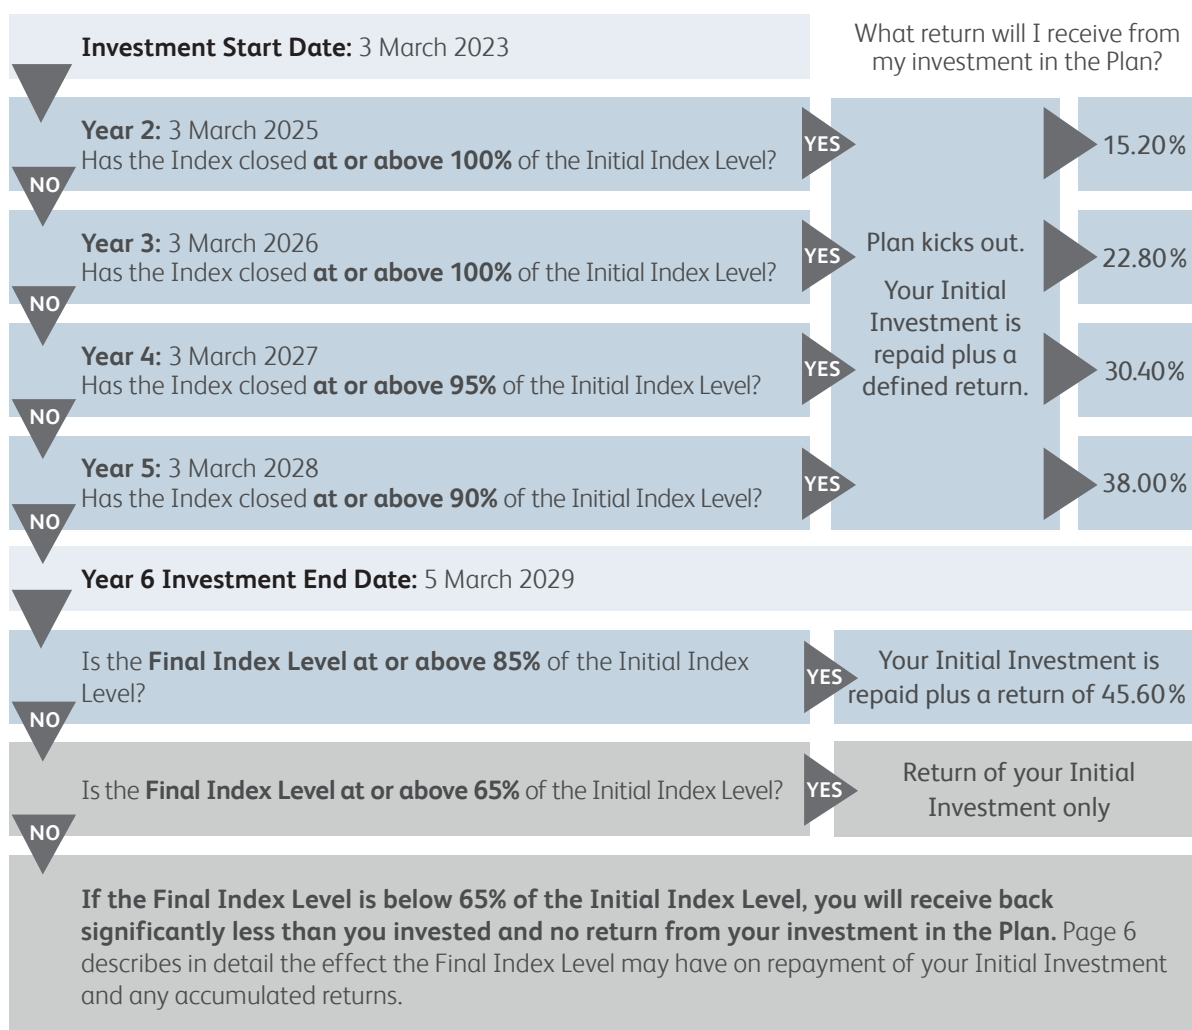 Investment Start Date: 3 March 2023
What return will I receive from
my investment in the Plan?
Year 2: 3 March 2025
Has the Index closed at or above 100% of the Initial Index Level?
YES
15.20%
NO
Year 3: 3 March 2026
Has the Index closed at or above 100% of the Initial Index Level?
YES
Plan kicks out.
Your Initial
Investment is
repaid plus a
defined return.
22.80%
NO
Year 4: 3 March 2027
Has the Index closed at or above 95% of the Initial Index Level?
YES
30.40%
NO
Year 5: 3 March 2028
Has the Index closed at or above 90% of the Initial Index Level?
YES
38.00%
NO
Year 6 Investment End Date: 5 March 2029
Is the Final Index Level at or above 85% of the Initial Index
Level?
YES
Your Initial Investment is
repaid plus a return of 45.60%
NO
Is the Final Index Level at or above 65% of the Initial Index Level?
YES
Return of your Initial
Investment only
NO
If the Final Index Level is below 65% of the Initial Index Level, you will receive back
significantly less than you invested and no return from your investment in the Plan. Page 6
describes in detail the effect the Final Index Level may have on repayment of your Initial Investment
and any accumulated returns.